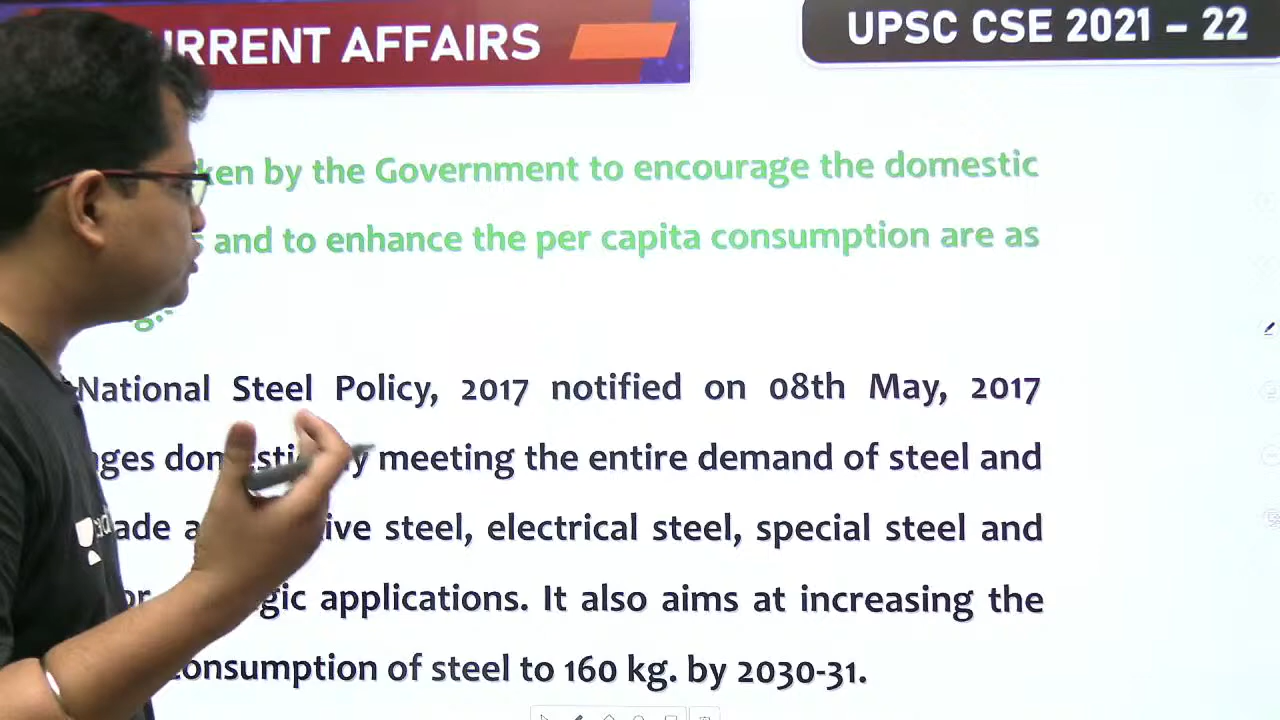 RRENT AFFAIRS
UPSC CSE 2021 – 22
ken by the Government to encourage the domestic
s and to enhance the per capita consumption are as
National Steel Policy, 2017 notified on 08th May, 2017
meeting the entire demand of steel and
steel, electrical steel, special steel and
applications. It also aims at increasing the
onsumption of steel to 160 kg. by 2030-31.